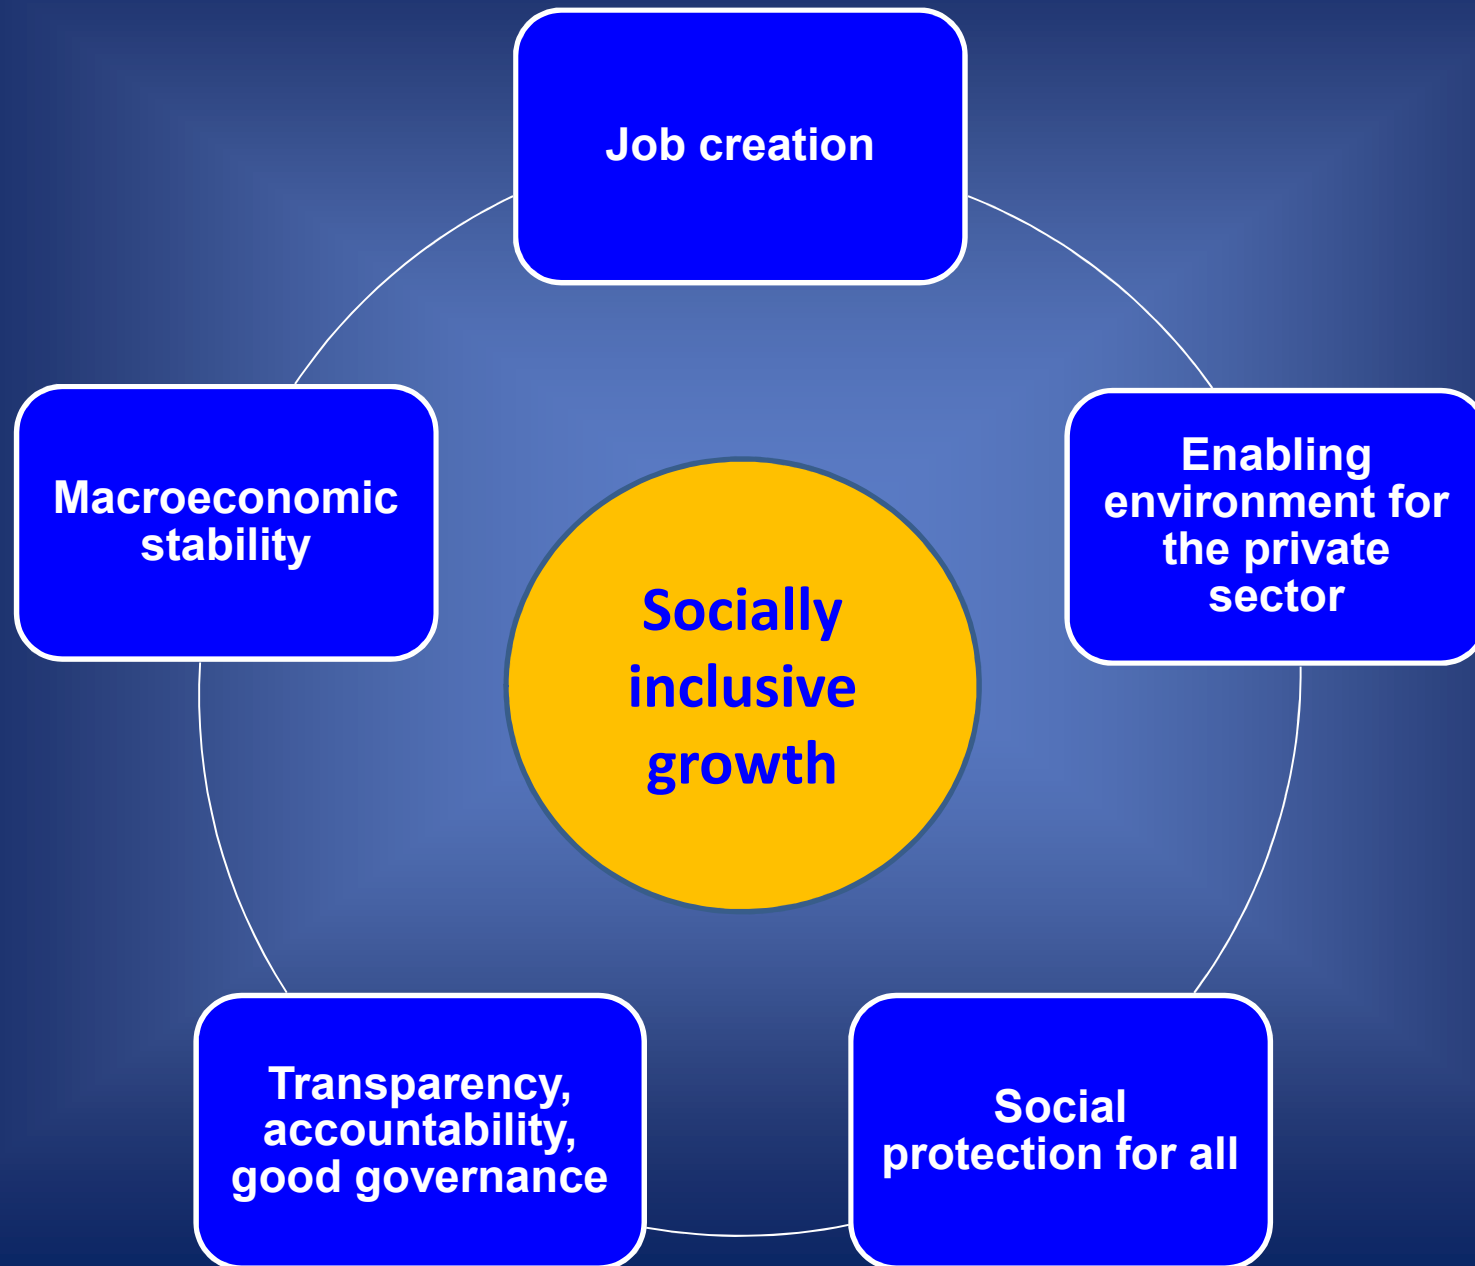 Job creation
Macroeconomic
stability
Enabling
environment for
the private
sector
Socially
inclusive
growth
Transparency,
accountability,
good governance
Social
protection for all